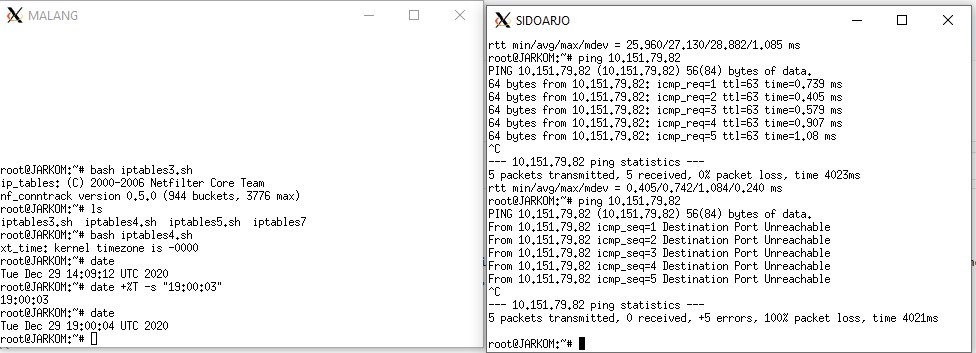 MALANG
root@JARKOM:~# bash iptables3.sh
ip_tables: (C) 2000-2006 Netfilter Core Team
nf_conntrack version 0.5.0 (944 buckets, 3776 max)
root@JARKOM:~# ls
iptables3.sh  iptables4.sh  iptables5.sh  iptables7
root@JARKOM:~# bash iptables4.sh
xt_time: kernel timezone is -0000
root@JARKOM:~# date
Tue Dec 29 14:09:12 UTC 2020
root@JARKOM:~# date +%T -s "19:00:03"
19:00:03
root@JARKOM:~# date
Tue Dec 29 19:00:04 UTC 2020
root@JARKOM:~#
SIDOARJO
rtt min/avg/max/mdev = 25.960/27.130/28.882/1.085 ms
root@JARKOM:~# ping 10.151.79.82
PING 10.151.79.82 (10.151.79.82) 56(84) bytes of data.
64 bytes from 10.151.79.82: icmp_req=1 ttl=63 time=0.739 ms
64 bytes from 10.151.79.82: icmp_req=2 ttl=63 time=0.405 ms
64 bytes from 10.151.79.82: icmp_req=3 ttl=63 time=0.579 ms
64 bytes from 10.151.79.82: icmp_req=4 ttl=63 time=0.907 ms
64 bytes from 10.151.79.82: icmp_req=5 ttl=63 time=1.08 ms
^C
--- 10.151.79.82 ping statistics ---
5 packets transmitted, 5 received, 0% packet loss, time 4023ms
rtt min/avg/max/mdev = 0.405/0.742/1.084/0.240 ms
root@JARKOM:~# ping 10.151.79.82
PING 10.151.79.82 (10.151.79.82) 56(84) bytes of data.
From 10.151.79.82 icmp_seq=1 Destination Port Unreachable
From 10.151.79.82 icmp_seq=2 Destination Port Unreachable
From 10.151.79.82 icmp_seq=3 Destination Port Unreachable
From 10.151.79.82 icmp_seq=4 Destination Port Unreachable
From 10.151.79.82 icmp_seq=5 Destination Port Unreachable
^C
--- 10.151.79.82 ping statistics ---
5 packets transmitted, 0 received, +5 errors, 100% packet loss, time 4021ms
root@JARKOM:~#